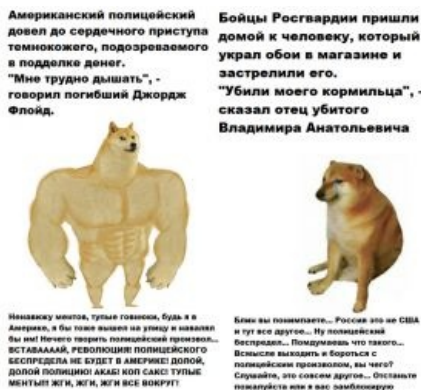 Американский полицейский
довел до сердечного приступа
темнокожего, подозреваемого
в подделке денег.
"Мне трудно дышать", -
говорил погибший Джордж
Флойд.
Бойцы Росгвардии пришли
домой к человеку, который
украл обои в магазине и
застрелили его.
"Убили моего кормильца", -
сказал отец убитого
Владимира Анатольевича
Ненавижу ментов, тупые говнюки, будь я в
Америке, я бы тоже вышел на улицу и навалял
бы им! Нечего творить полицейский произвол...
ВСТАВАААЙ, РЕВОЛЮЦИЯ! ПОЛИЦЕЙСКОГО
БЕСПРЕДЕЛА НЕ БУДЕТ В АМЕРИКЕ! ДОЛОЙ,
ДОЛОЙ ПОЛИЦИЮ! АКАБ! КОП САКС! ТУПЫЕ
МЕНТЫ!! ЖГИ, ЖГИ, ЖГИ ВСЕ ВОКРУГ!
Блин вы понимаете... Россия это не США
и тут все другое... Ну полицейский
беспредел... Помдумаешь что такого...
Всмысле выходить и бороться с
полицейским произволом, вы чего?
Слушайте, это совсем другое... Отстаньте
пожалуйста или я вас замблокирую